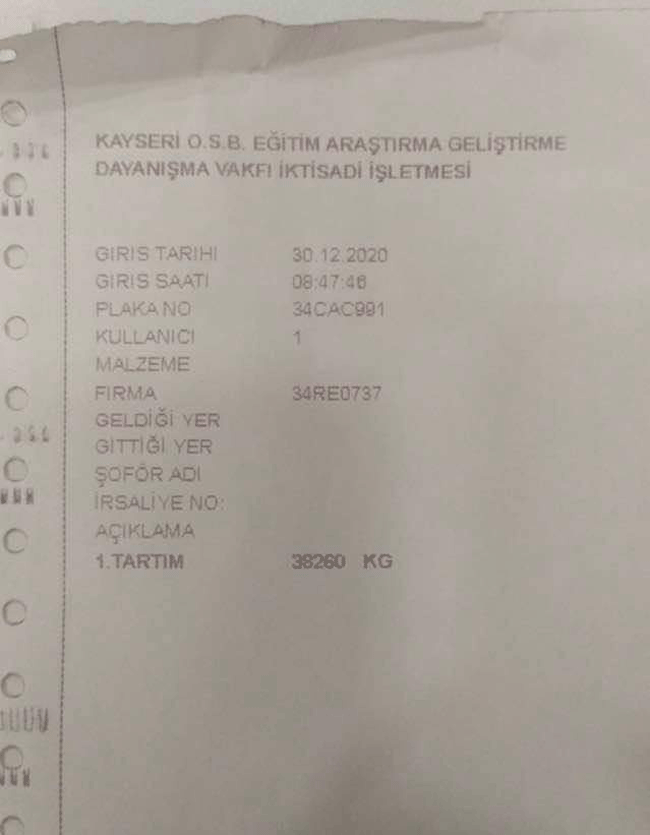 KAYSERİ O.S.B. EĞİTİM ARAŞTIRMA GELİŞTİRME
DAYANIŞMA VAKFI İKTİSADİ İŞLETMESİ
GIRIS TARIHI 30.12.2020
GIRIS SAATI 08:47:46
PLAKA NO 34CAC991
KULLANICI 1
MALZEME
FIRMA 34RE0737
GELDİĞİ YER
GITTİĞİ YER
ŞOFÖR ADI
İRSALİYE NO:
AÇIKLAMA
1.TARTIM 38260 KG